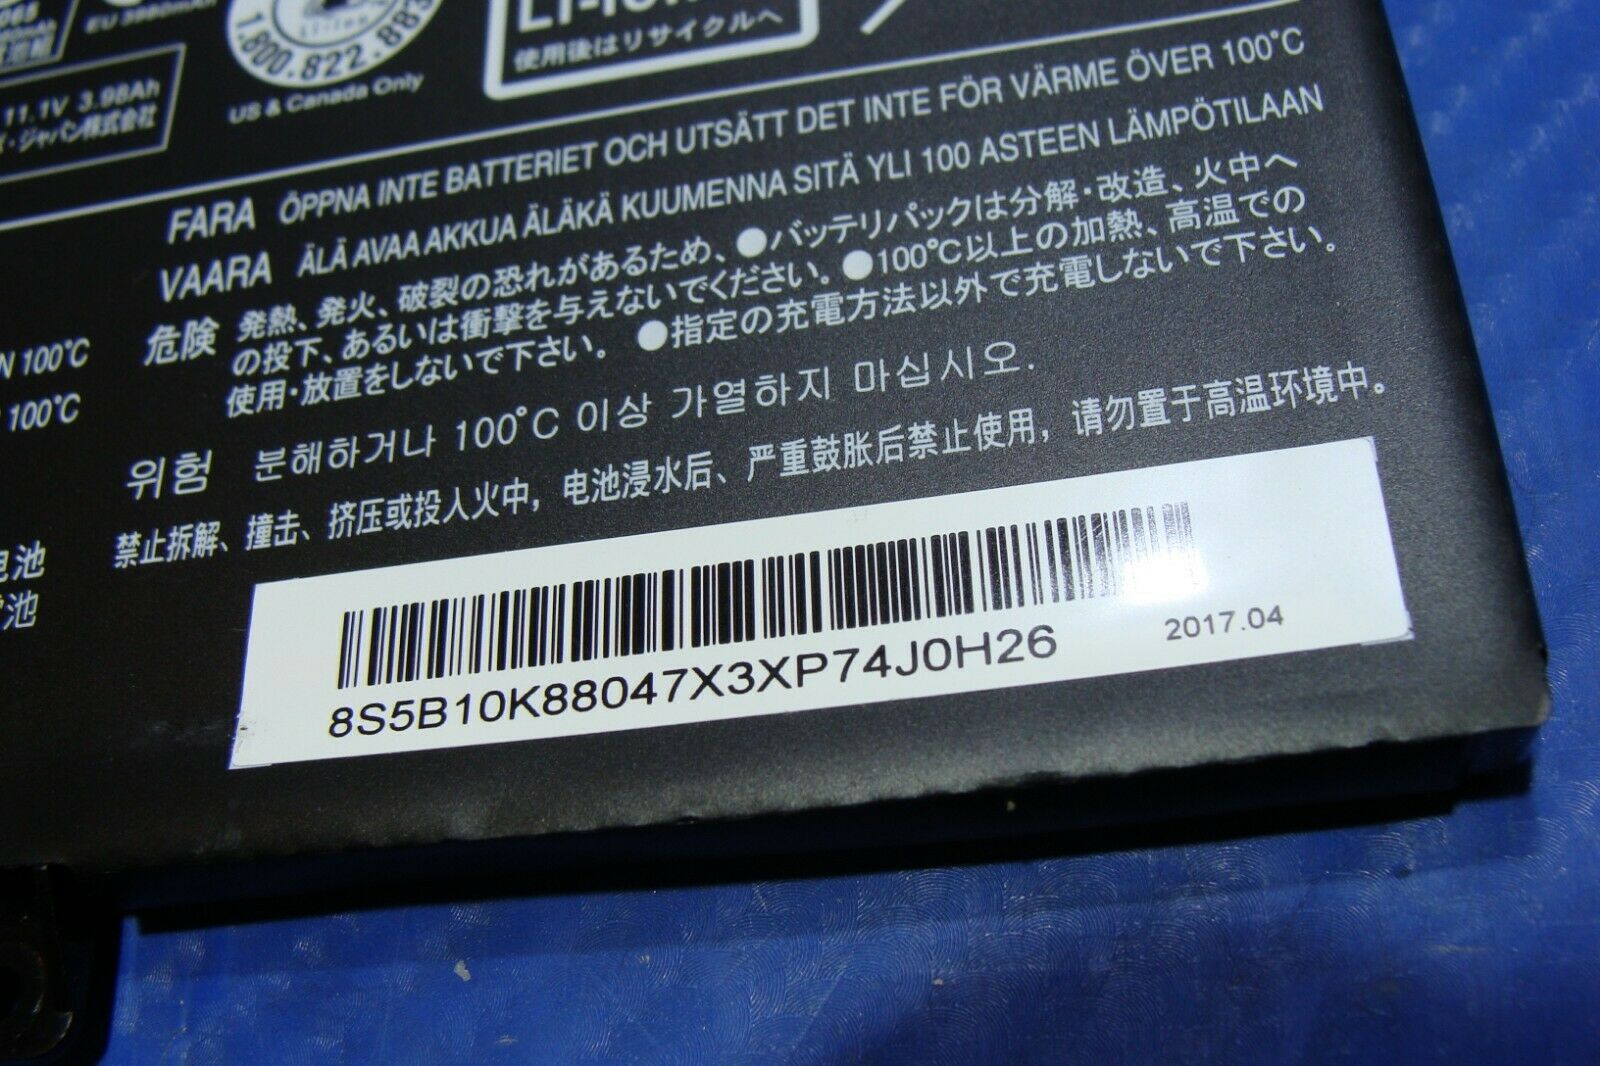 EU 3980mAh
11.1V 3.98Ah
ジャパン株式会社
Li-ion
1.800.822.883
US & Canada Only
使用後はリサイクルへ
N 100℃
100℃
電池
電池
FARA ÖPPNA INTE BATTERIET OCH UTSÄTT DET INTE FÖR VÄRME ÖVER 100℃
VAARA ÄLÄ AVAA AKKUA ÄLÄKÄ KUUMENNA SITÄ YLI 100 ASTEEN LÄMPÖTILAAN
危険 発熱、発火、破裂の恐れがあるため、●バッテリパックは分解・改造、火中へ
の投下、あるいは衝撃を与えないでください。●100℃以上の加熱、高温での
使用・放置をしないで下さい。 ●指定の充電方法以外で充電しないで下さい。
위험 분해하거나 100℃ 이상 가열하지 마십시오.
禁止拆解、撞击、挤压或投入火中，电池浸水后、严重鼓胀后禁止使用，请勿置于高温环境中。
8S5B10K88047X3XP74J0H26
2017.04